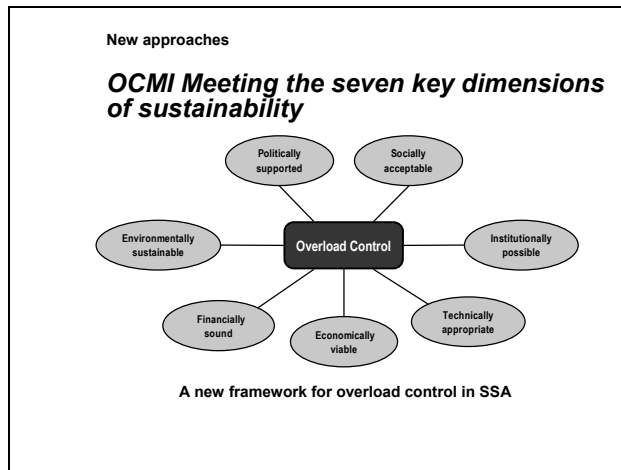 New approaches
OCMI Meeting the seven key dimensions
of sustainability
Politically
supported
Socially
acceptable
Environmentally
sustainable
Overload Control
Institutionally
possible
Financially
sound
Economically
viable
Technically
appropriate
A new framework for overload control in SSA